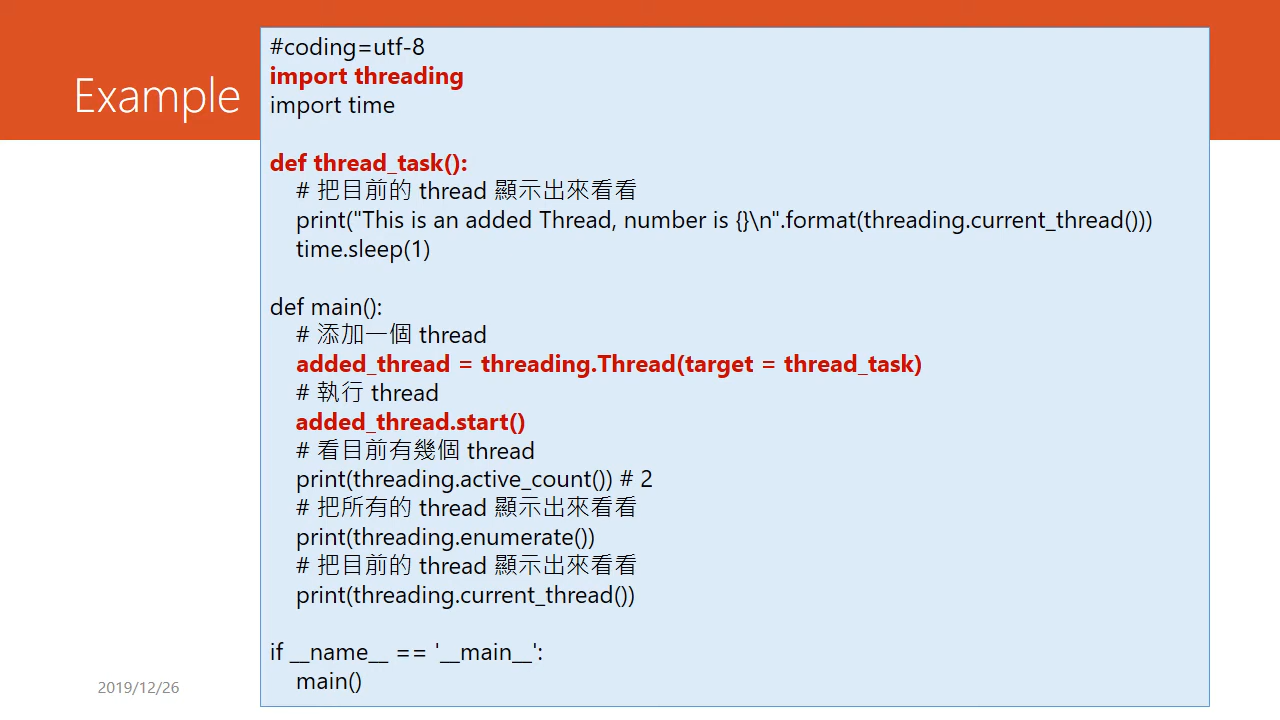 Example
#coding=utf-8
import threading
import time
def thread_task():
# 把目前的 thread 顯示出來看看
print("This is an added Thread, number is {}\n".format(threading.current_thread()))
time.sleep(1)
def main():
# 添加一個 thread
added_thread = threading.Thread(target = thread_task)
# 執行 thread
added_thread.start()
# 看目前有幾個 thread
print(threading.active_count()) # 2
# 把所有的 thread 顯示出來看看
print(threading.enumerate())
# 把目前的 thread 顯示出來看看
print(threading.current_thread())
if __name__ == '__main__':
main()
2019/12/26